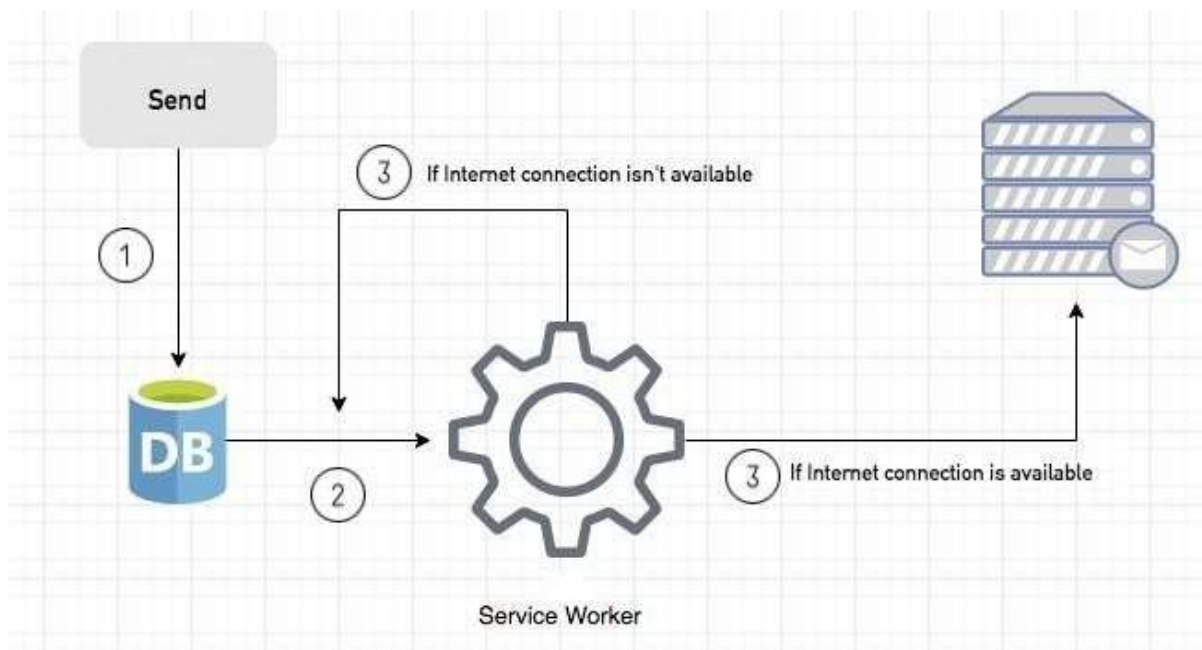 Send
3 If Internet connection isn't available
1
DB
2
3 If Internet connection is available
Service Worker